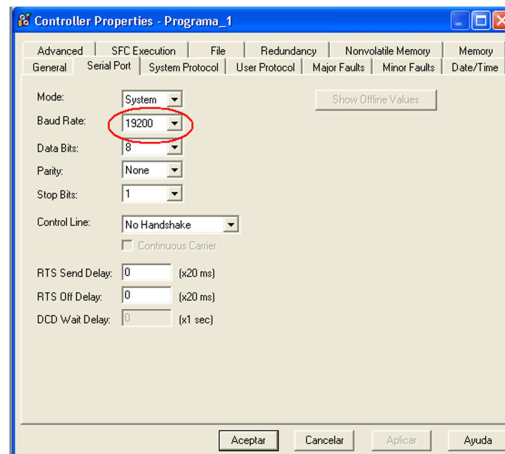 Controller Properties - Programa_1
Advanced SFC Execution File Redundancy Nonvolatile Memory Memory
General Serial Port System Protocol User Protocol Major Faults Minor Faults Date/Time
Mode: System Show Offline Values
Baud Rate: 19200
Data Bits: 8
Parity: None
Stop Bits: 1
Control Line: No Handshake
Continuous Carrier
RTS Send Delay: 0 (x20 ms)
RTS Off Delay: 0 (x20 ms)
DCD Wait Delay: 0 (x1 sec)
Aceptar Cancelar Aplicar Ayuda